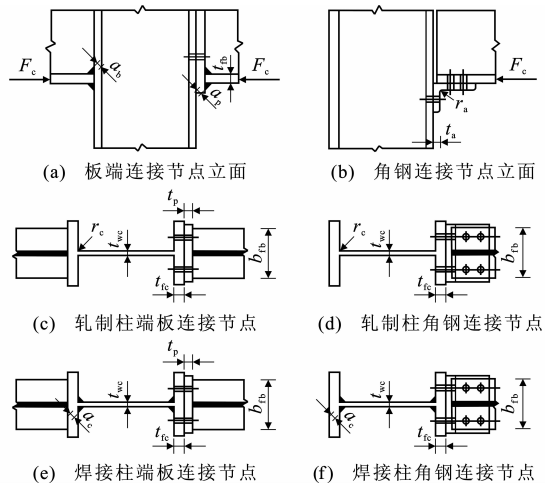 F_c
a_b
a_p
t_fb
F_c
r_a
t_a
F_c
(a) 板端连接节点立面
(b) 角钢连接节点立面
r_c
t_wc
t_p
b_fb
t_fc
r_c
t_wc
b_fb
t_fc
(c) 轧制柱端板连接节点
(d) 轧制柱角钢连接节点
a_c
t_wc
t_p
b_fb
t_fc
a_c
t_wc
b_fb
t_fc
(e) 焊接柱端板连接节点
(f) 焊接柱角钢连接节点